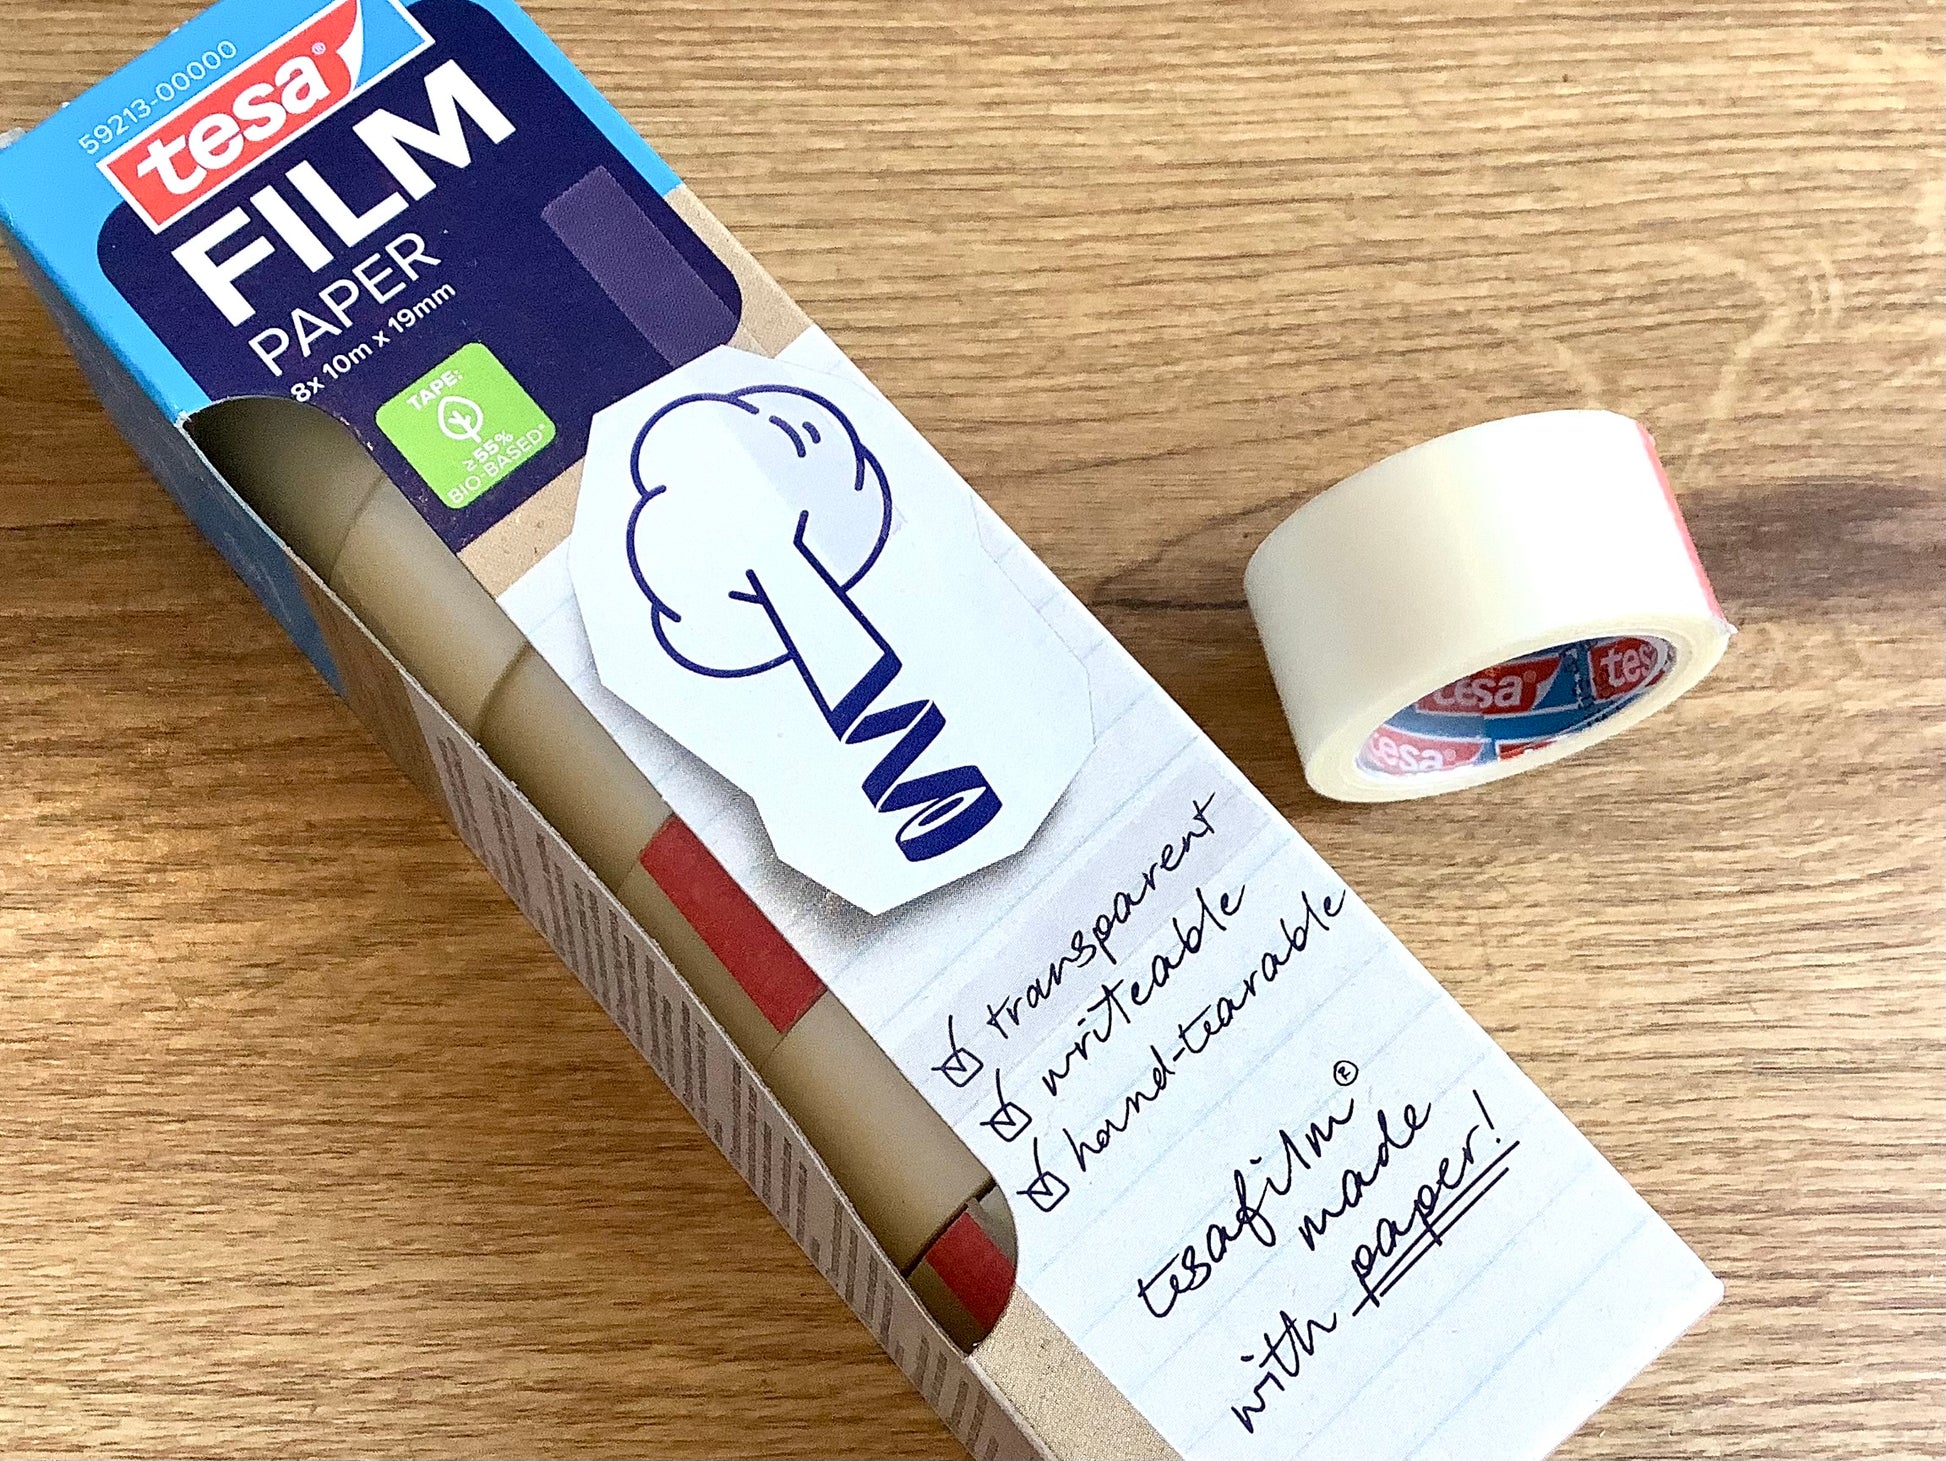 59213-00000
tesa®
FILM
PAPER
8x 10m x 19mm
TAPE:
≥55%
BIO-BASED*
transparent
writeable
hand-tearable
tesafilm®
made
with paper!
tesa®
tes
tesa®